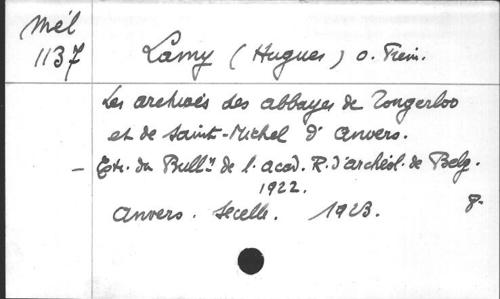 Mél
1137
Lamy (Hugues) o. Prem.
Les archives des abbayes de Tongerloo
et de Saint-Michel d'Anvers.
- Extr. du Bull.n de l. acad. R. d'archéol. de Belg.
1922.
Anvers. Secelle. 1923. 8.